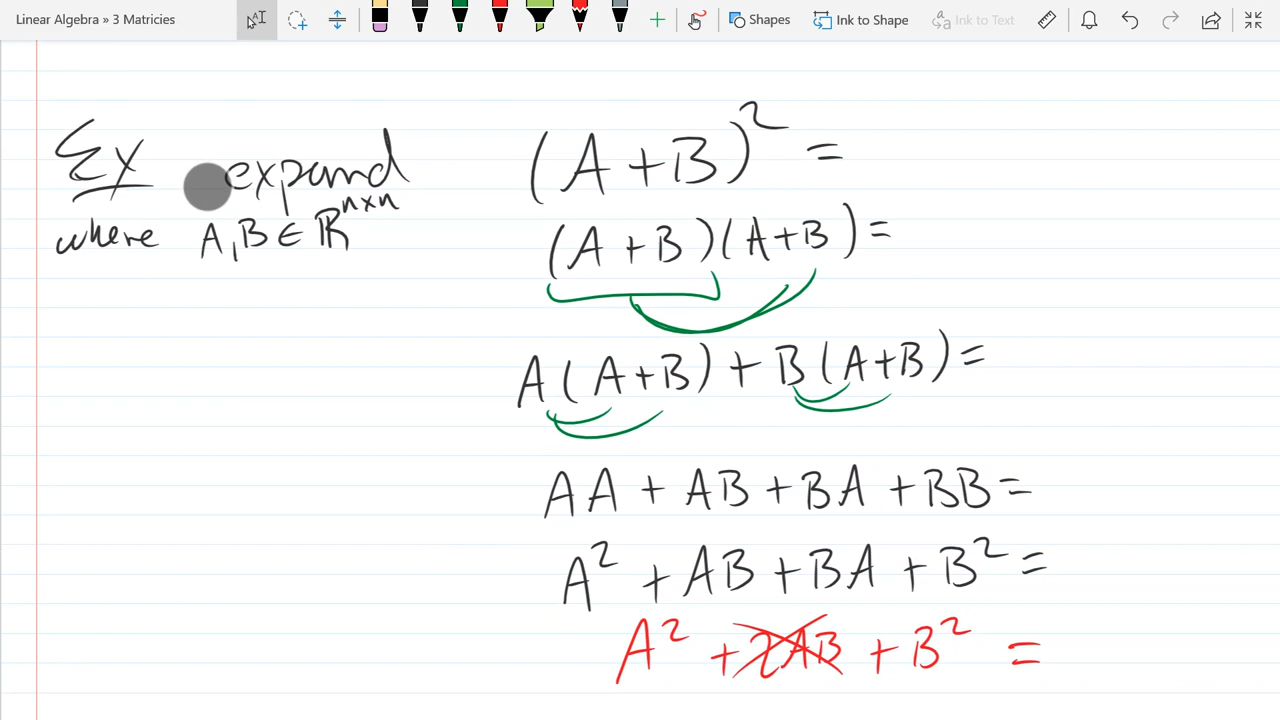 Linear Algebra » 3 Matricies
Shapes
Ink to Shape
Ink to Text
Ex expand
where A,B ∈ ℝⁿˣⁿ
(A+B)² =
(A+B)(A+B) =
A(A+B) + B(A+B) =
AA + AB + BA + BB =
A² + AB + BA + B² =
A² + 2AB + B² =